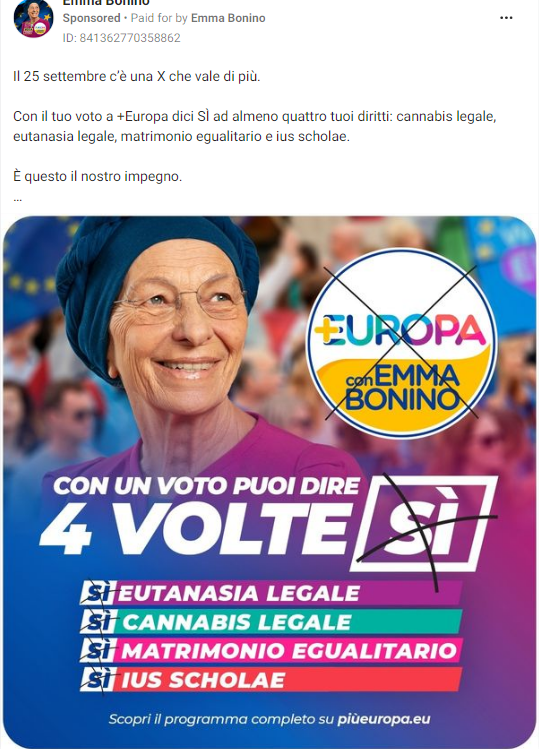 Emma Bonino
Sponsored • Paid for by Emma Bonino
ID: 841362770358862
Il 25 settembre c'è una X che vale di più.
Con il tuo voto a +Europa dici SÌ ad almeno quattro tuoi diritti: cannabis legale,
eutanasia legale, matrimonio egualitario e ius scholae.
È questo il nostro impegno.
...
+EUROPA
con EMMA
BONINO
CON UN VOTO PUOI DIRE
4 VOLTE SÌ
SÌ EUTANASIA LEGALE
SÌ CANNABIS LEGALE
SÌ MATRIMONIO EGUALITARIO
SÌ IUS SCHOLAE
Scopri il programma completo su piùeuropa.eu